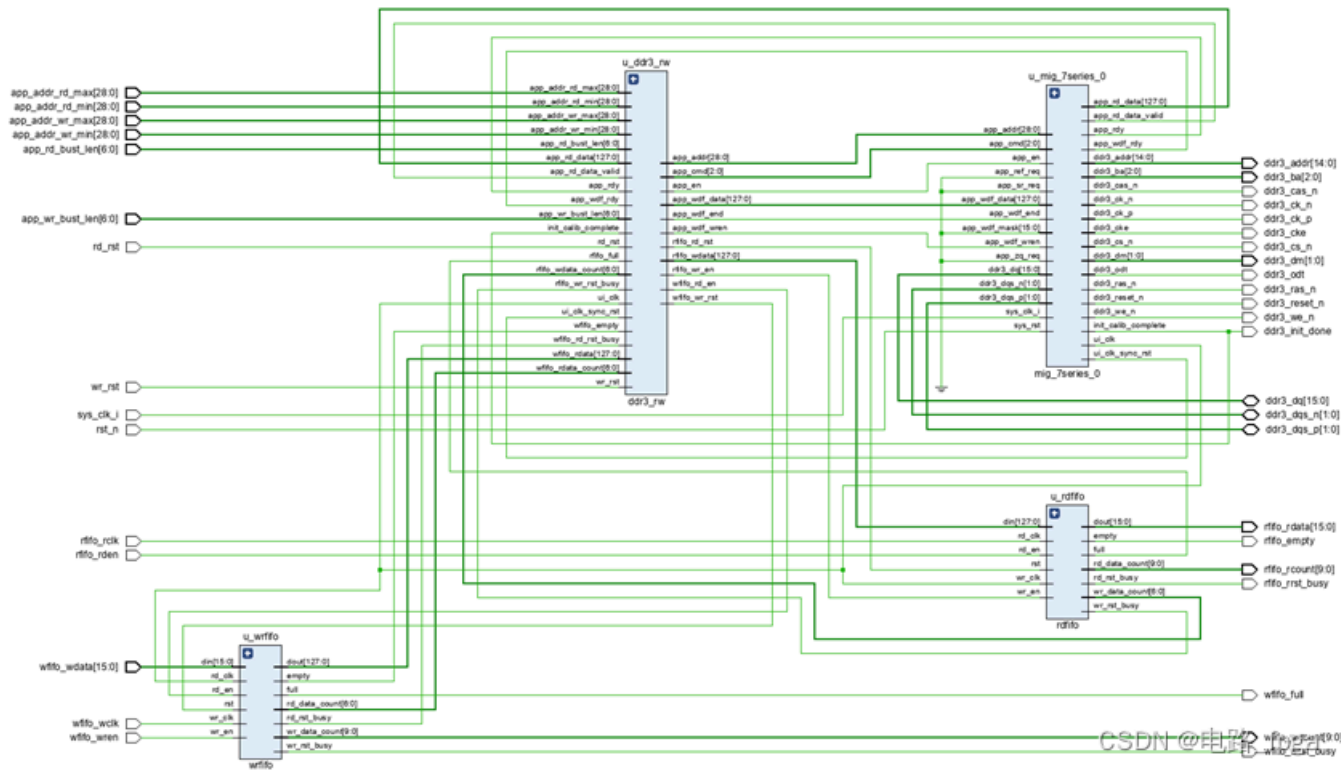 app_addr_rd_max[28:0]
app_addr_rd_min[28:0]
app_addr_wr_max[28:0]
app_addr_wr_min[28:0]
app_rd_bust_len[6:0]
app_wr_bust_len[6:0]
rd_rst
wr_rst
sys_clk_i
rst_n
rfifo_rclk
rfifo_rden
wfifo_wdata[15:0]
wfifo_wclk
wfifo_wren
u_ddr3_rw
app_addr_rd_max[28:0]
app_addr_rd_min[28:0]
app_addr_wr_max[28:0]
app_addr_wr_min[28:0]
app_rd_bust_len[6:0]
app_rd_data[127:0]
app_rd_data_valid
app_rdy
app_wdf_rdy
app_wr_bust_len[6:0]
init_calib_complete
rd_rst
rfifo_full
rfifo_wdata_count[6:0]
rfifo_wr_rst_busy
ui_clk
ui_clk_sync_rst
wfifo_empty
wfifo_rd_rst_busy
wfifo_rdata[127:0]
wfifo_rdata_count[6:0]
wr_rst
app_addr[28:0]
app_cmd[2:0]
app_en
app_wdf_data[127:0]
app_wdf_end
app_wdf_wren
rfifo_rd_rst
rfifo_wdata[127:0]
rfifo_wr_en
wfifo_rd_en
wfifo_wr_rst
ddr3_rw
u_mig_7series_0
app_addr[28:0]
app_cmd[2:0]
app_en
app_ref_req
app_sr_req
app_wdf_data[127:0]
app_wdf_end
app_wdf_mask[15:0]
app_wdf_wren
app_zq_req
ddr3_dq[15:0]
ddr3_dqs_n[1:0]
ddr3_dqs_p[1:0]
sys_clk_i
sys_rst
app_rd_data[127:0]
app_rd_data_valid
app_rdy
app_wdf_rdy
ddr3_addr[14:0]
ddr3_ba[2:0]
ddr3_cas_n
ddr3_ck_n
ddr3_ck_p
ddr3_cke
ddr3_cs_n
ddr3_dm[1:0]
ddr3_odt
ddr3_ras_n
ddr3_reset_n
ddr3_we_n
init_calib_complete
ui_clk
ui_clk_sync_rst
mig_7series_0
ddr3_addr[14:0]
ddr3_ba[2:0]
ddr3_cas_n
ddr3_ck_n
ddr3_ck_p
ddr3_cke
ddr3_cs_n
ddr3_dm[1:0]
ddr3_odt
ddr3_ras_n
ddr3_reset_n
ddr3_we_n
ddr3_init_done
ddr3_dq[15:0]
ddr3_dqs_n[1:0]
ddr3_dqs_p[1:0]
u_rdfifo
din[127:0]
rd_clk
rd_en
rst
wr_clk
wr_en
dout[15:0]
empty
full
rd_data_count[9:0]
rd_rst_busy
wr_data_count[6:0]
wr_rst_busy
rdfifo
rfifo_rdata[15:0]
rfifo_empty
rfifo_rcount[9:0]
rfifo_rrst_busy
u_wrfifo
din[15:0]
rd_clk
rd_en
rst
wr_clk
wr_en
dout[127:0]
empty
full
rd_data_count[6:0]
rd_rst_busy
wr_data_count[9:0]
wr_rst_busy
wrfifo
wfifo_full
CSDN @电路_fpga